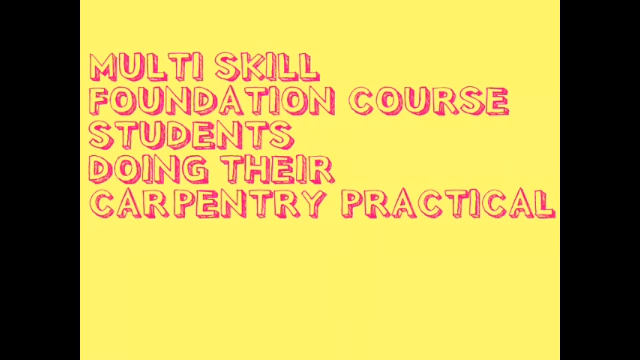 MULTI SKILL
FOUNDATION COURSE
STUDENTS
DOING THEIR
CARPENTRY PRACTICAL